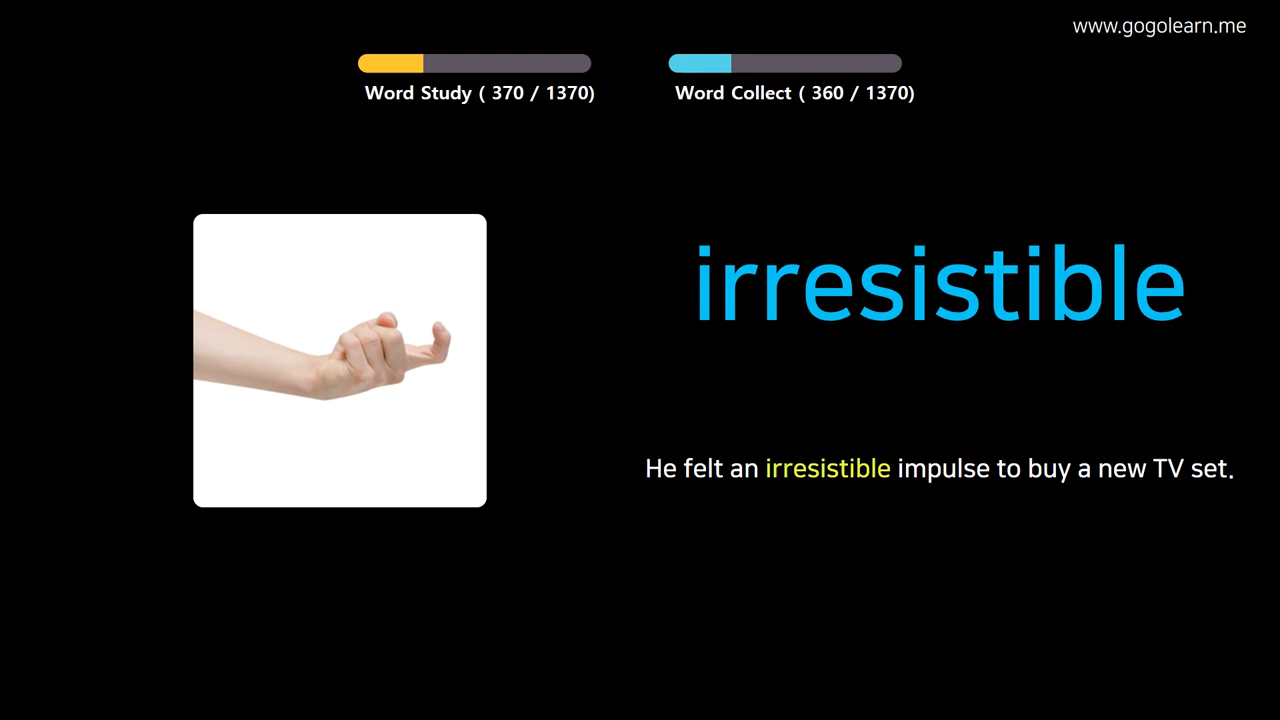 www.gogolearn.me
Word Study ( 370 / 1370)
Word Collect ( 360 / 1370)
irresistible
He felt an irresistible impulse to buy a new TV set.